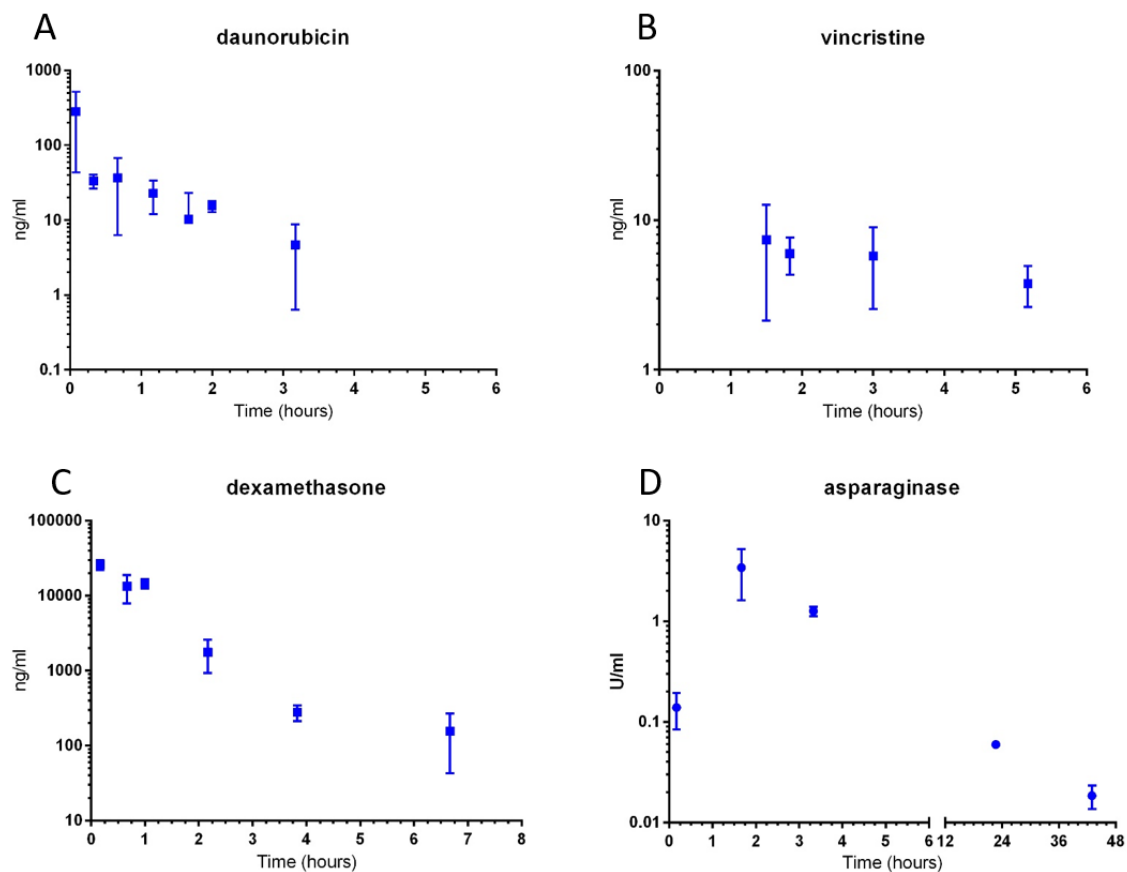 A
daunorubicin
1000
100
10
1
0.1
ng/ml
0 1 2 3 4 5 6
Time (hours)
B
vincristine
100
10
1
ng/ml
0 1 2 3 4 5 6
Time (hours)
C
dexamethasone
100000
10000
1000
100
10
ng/ml
0 1 2 3 4 5 6 7 8
Time (hours)
D
asparaginase
10
1
0.1
0.01
U/ml
0 1 2 3 4 5 6 12 24 36 48
Time (hours)